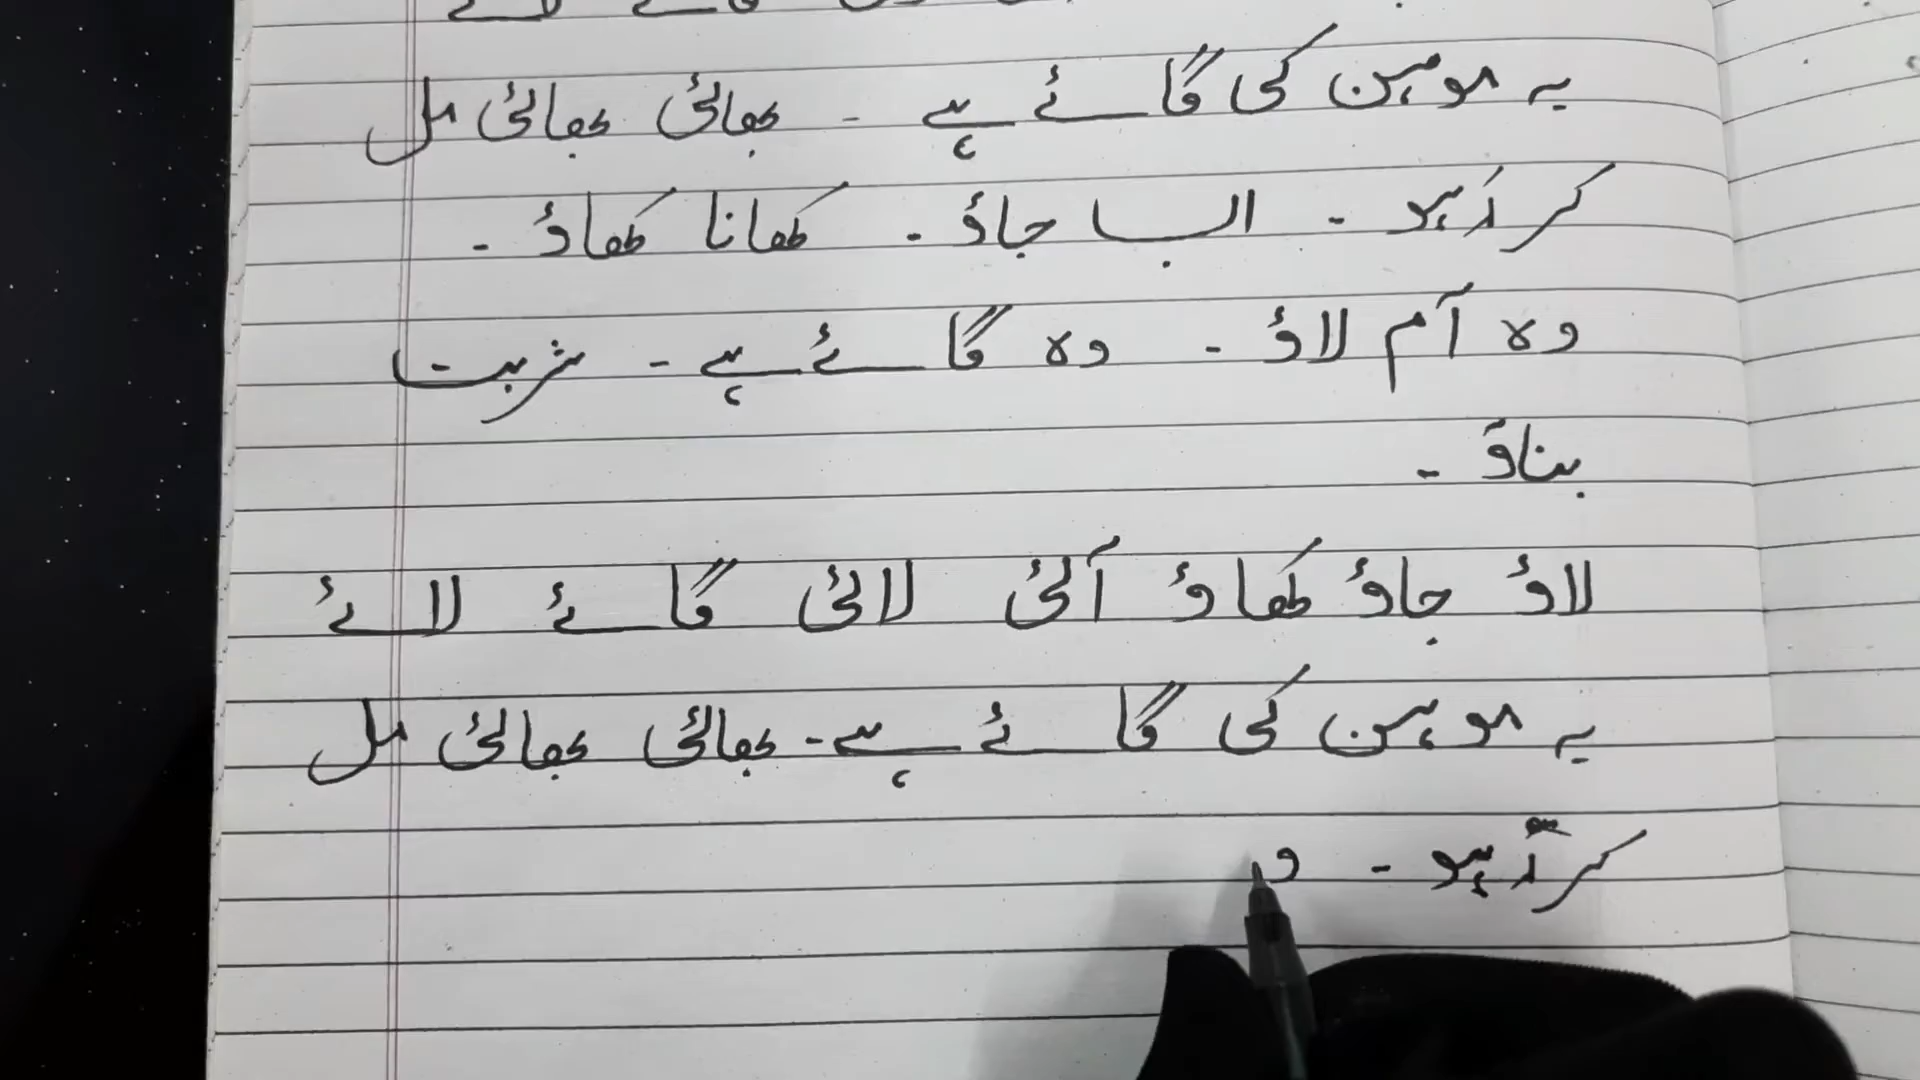 یہ موہن کی گائے ہے ۔ بھائی بھائی مل
کر رہو ۔ اب جاؤ ۔ کھانا کھاؤ ۔
وہ آم لاؤ ۔ وہ گائے ہے ۔ شربت
بناؤ ۔
لاؤ جاؤ کھاؤ آئی لائی گائے لائے
یہ موہن کی گائے ہے ۔ بھائی بھائی مل
کر رہو ۔ و